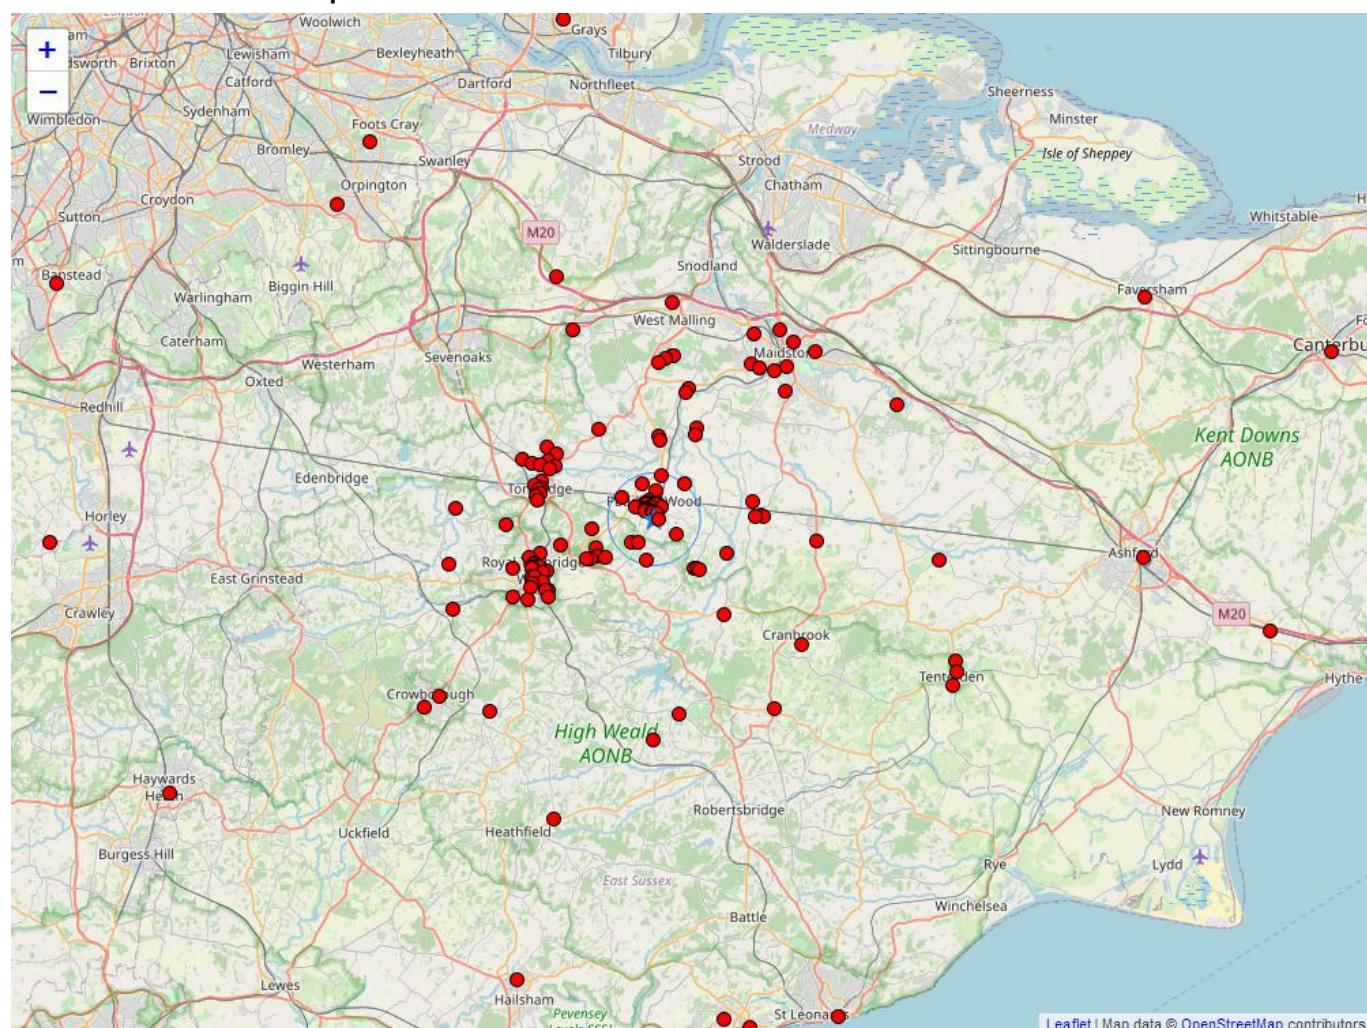 Woolwich
Grays
+
Brixton
Lewisham
Bexleyheath
Tilbury
−
Catford
Dartford
Northfleet
Sheerness
Wimbledon
Sydenham
Foots Cray
Medway
Minster
Bromley
Swanley
Strood
Isle of Sheppey
Orpington
Chatham
Croydon
Sutton
Whitstable
M20
Walderslade
Sittingbourne
Snodland
Banstead
Biggin Hill
Faversham
Warlingham
West Malling
Caterham
Sevenoaks
Westerham
Oxted
Redhill
Kent Downs
AONB
Edenbridge
Horley
Ashford
East Grinstead
Crawley
M20
Cranbrook
Hythe
Crowborough
High Weald
AONB
Haywards
Robertsbridge
New Romney
Uckfield
Heathfield
Burgess Hill
Rye
Lydd
East Sussex
Winchelsea
Battle
Lewes
Hailsham
Pevensey
St Leonards
Leaflet | Map data © OpenStreetMap contributors